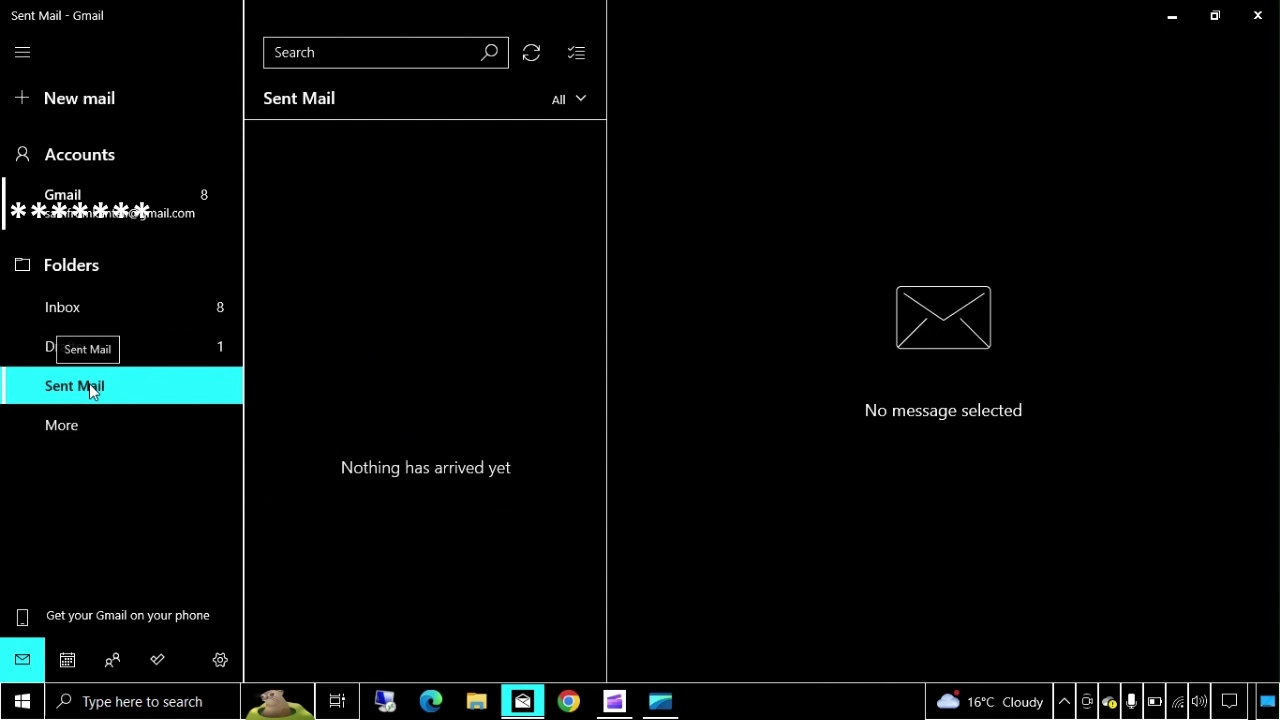 Sent Mail - Gmail
Search
New mail
Sent Mail
All
Accounts
Gmail 8
*******@gmail.com
Folders
Inbox 8
D 1
Sent Mail
Sent Mail
More
Nothing has arrived yet
No message selected
Get your Gmail on your phone
Type here to search
16°C Cloudy